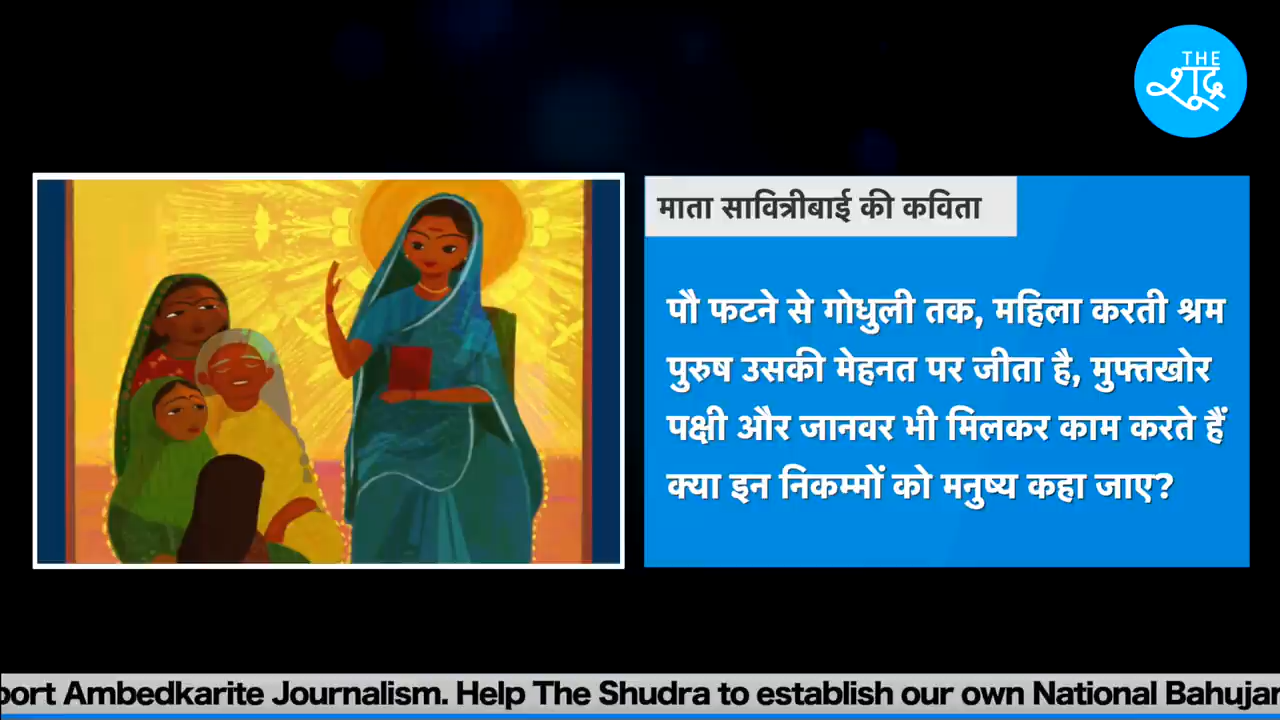 THE
शूद्र
माता सावित्रीबाई की कविता
पौ फटने से गोधुली तक, महिला करती श्रम
पुरुष उसकी मेहनत पर जीता है, मुफ्तखोर
पक्षी और जानवर भी मिलकर काम करते हैं
क्या इन निकम्मों को मनुष्य कहा जाए?
port Ambedkarite Journalism. Help The Shudra to establish our own National Bahujan